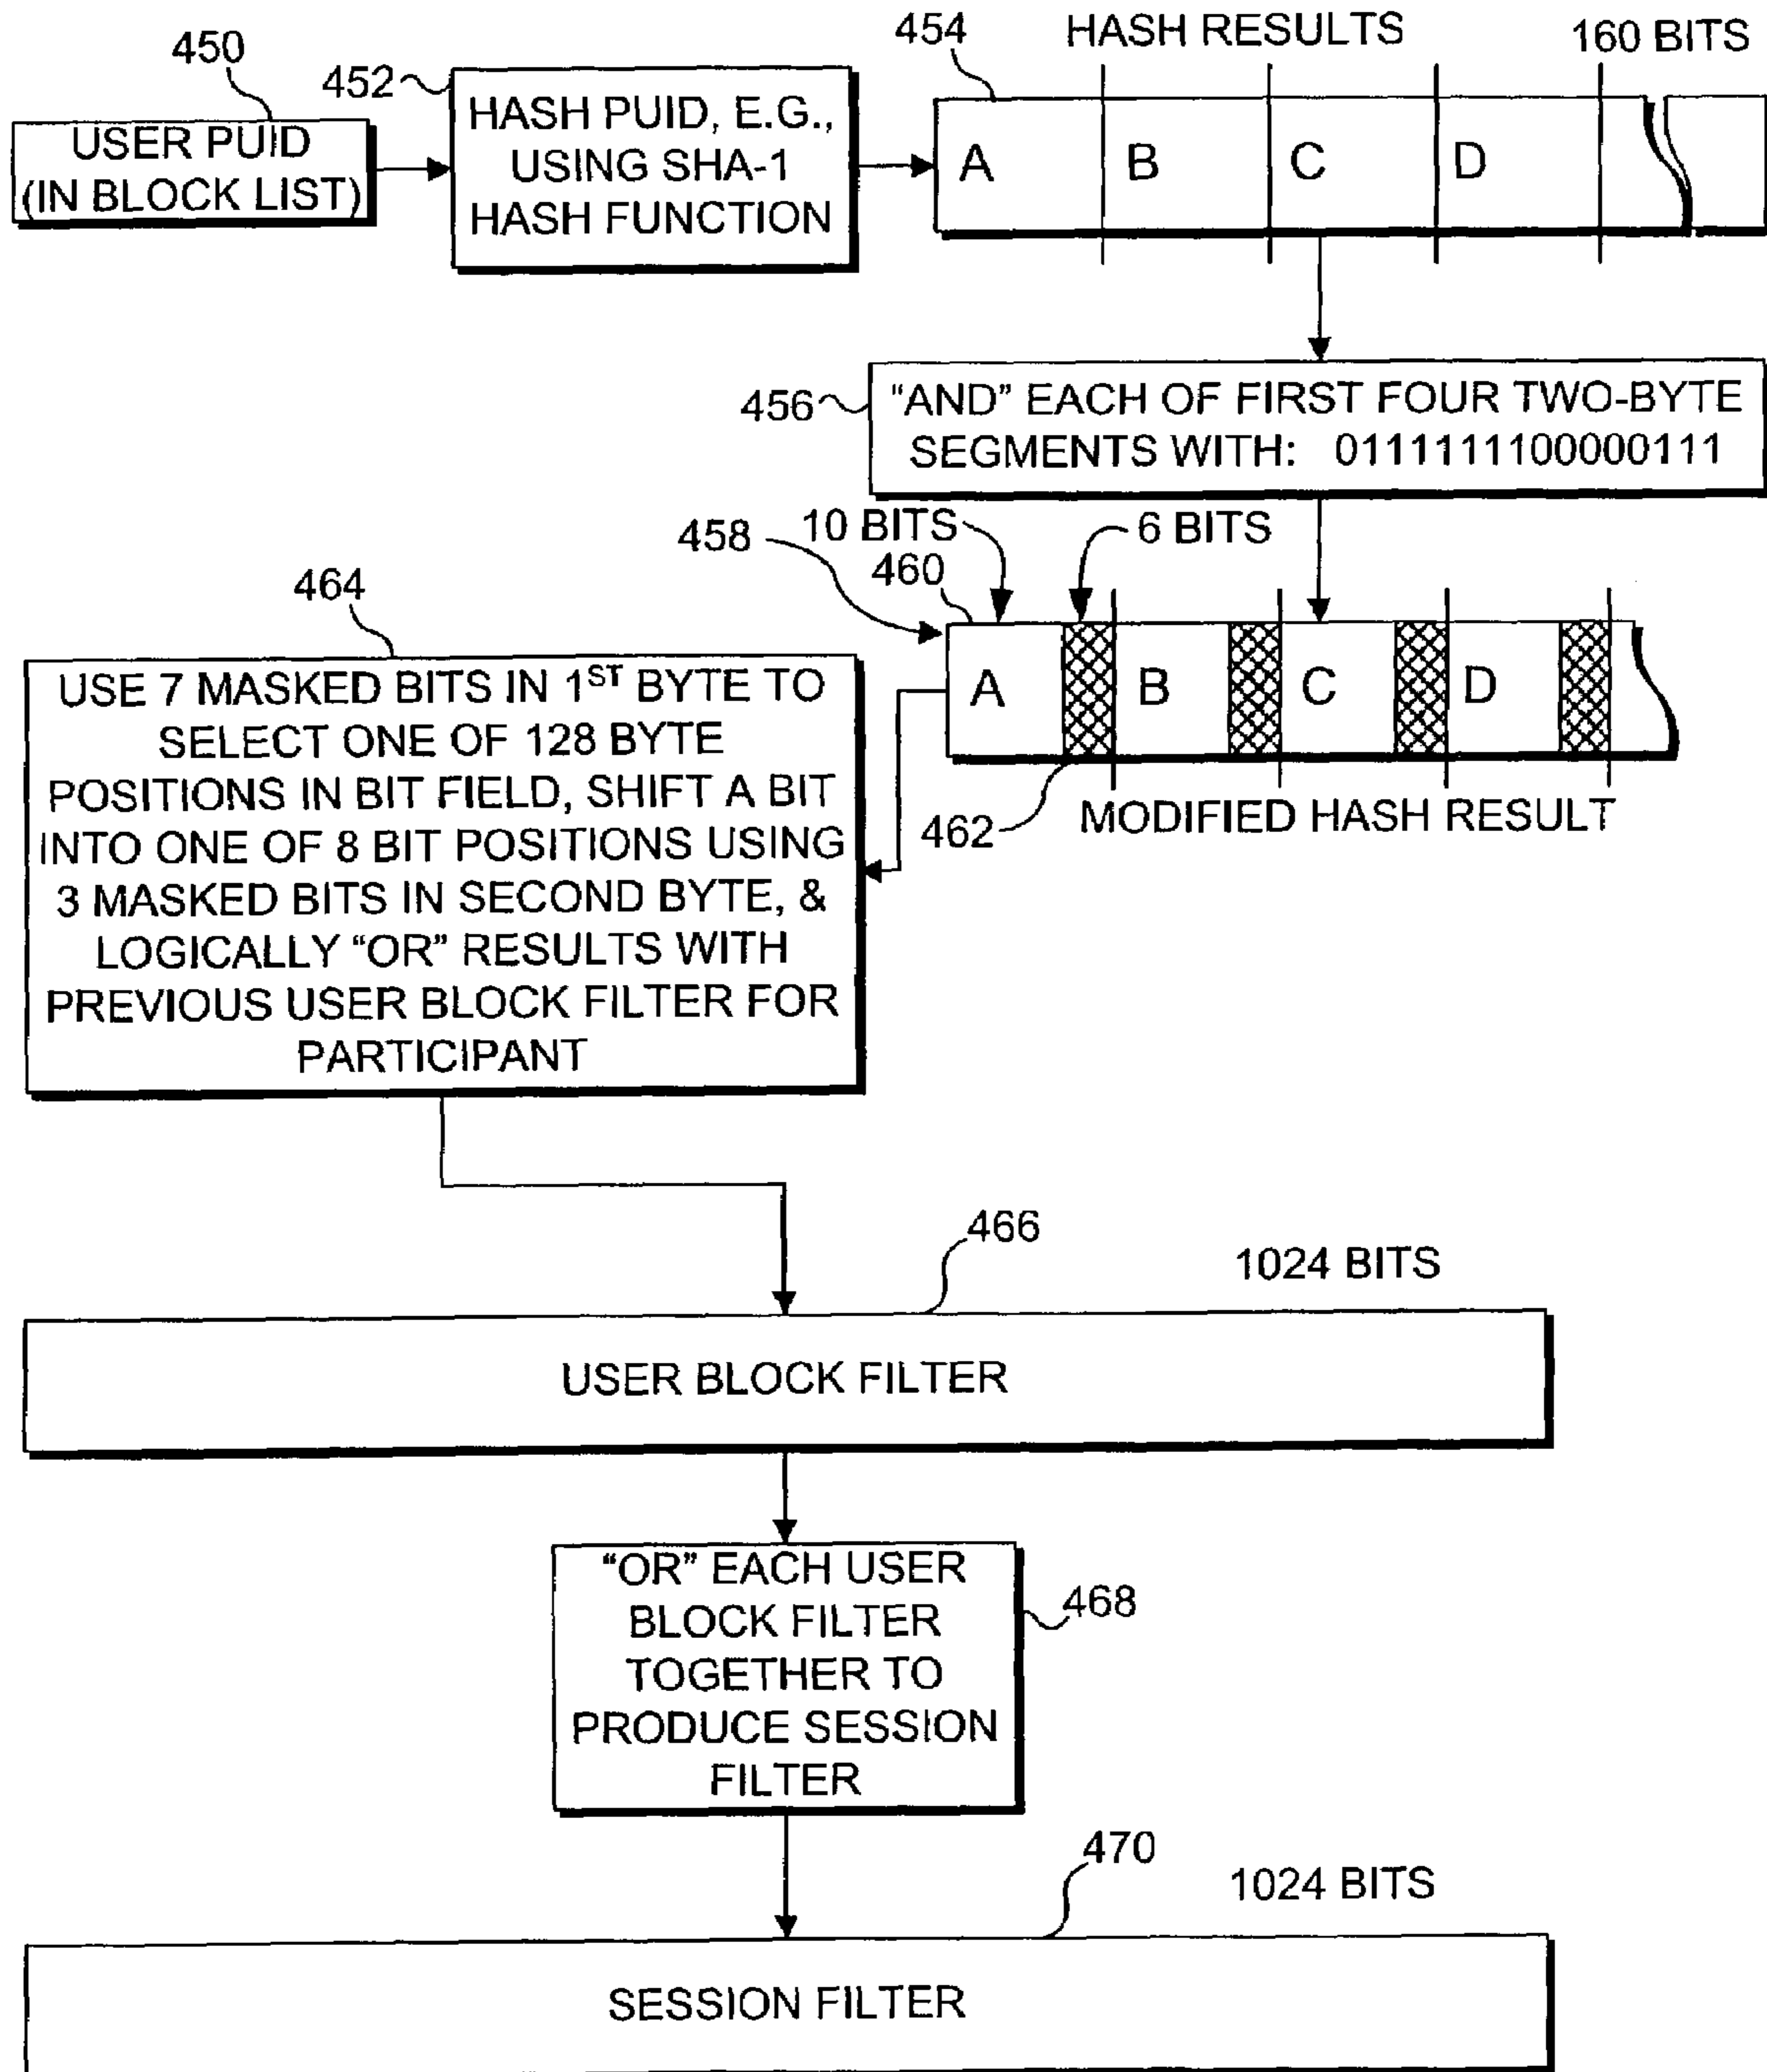 450
USER PUID
(IN BLOCK LIST)
452
HASH PUID, E.G.,
USING SHA-1
HASH FUNCTION
454
HASH RESULTS
160 BITS
A
B
C
D
456
"AND" EACH OF FIRST FOUR TWO-BYTE
SEGMENTS WITH: 0111111100000111
458
10 BITS
460
6 BITS
A
B
C
D
462
MODIFIED HASH RESULT
464
USE 7 MASKED BITS IN 1ST BYTE TO
SELECT ONE OF 128 BYTE
POSITIONS IN BIT FIELD, SHIFT A BIT
INTO ONE OF 8 BIT POSITIONS USING
3 MASKED BITS IN SECOND BYTE, &
LOGICALLY "OR" RESULTS WITH
PREVIOUS USER BLOCK FILTER FOR
PARTICIPANT
466
1024 BITS
USER BLOCK FILTER
"OR" EACH USER
BLOCK FILTER
TOGETHER TO
PRODUCE SESSION
FILTER
468
470
1024 BITS
SESSION FILTER